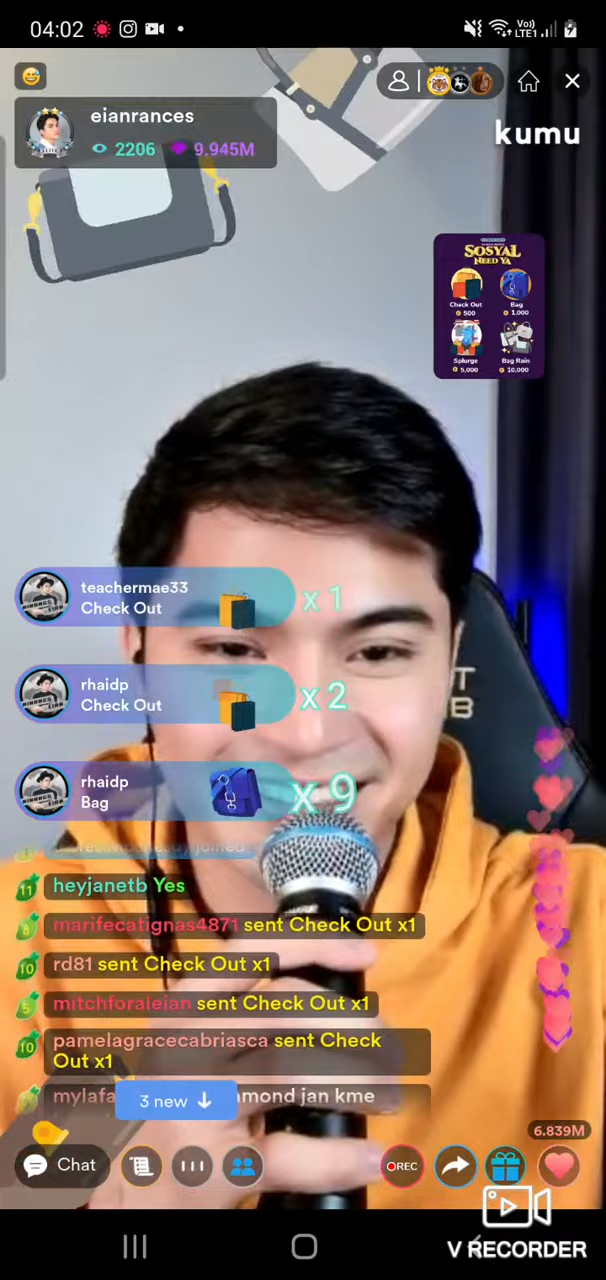 04:02
Vo))
LTE1
eianrances
2206
9.945M
kumu
SOSYAL
NEED YA
Check Out
500
Bag
1,000
Splurge
5,000
Bag Rain
10,000
teachermae33
Check Out
x 1
rhaidp
Check Out
x 2
rhaidp
Bag
x 9
joined
11
heyjanetb Yes
8
marifecatignas4871 sent Check Out x1
10
rd81 sent Check Out x1
5
mitchforaleian sent Check Out x1
10
pamelagracecabriasca sent Check
Out x1
jan kme
3 new
6.839M
Chat
REC
V RECORDER